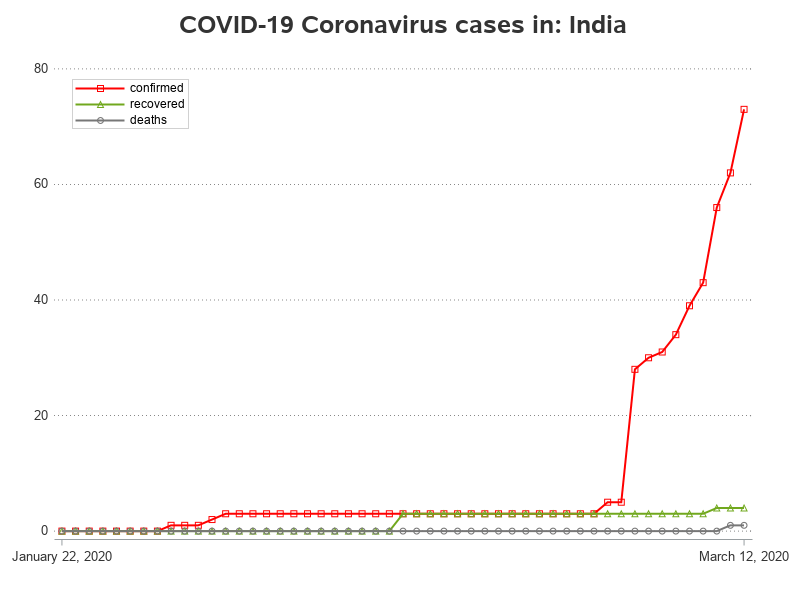 COVID-19 Coronavirus cases in: India
80
confirmed
recovered
deaths
60
40
20
0
January 22, 2020
March 12, 2020